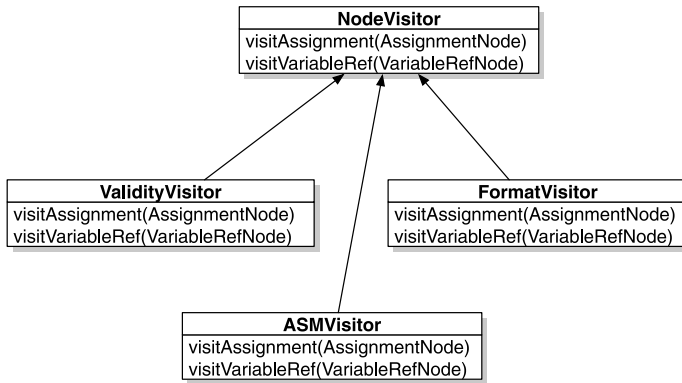 NodeVisitor
visitAssignment(AssignmentNode)
visitVariableRef(VariableRefNode)
ValidityVisitor
visitAssignment(AssignmentNode)
visitVariableRef(VariableRefNode)
FormatVisitor
visitAssignment(AssignmentNode)
visitVariableRef(VariableRefNode)
ASMVisitor
visitAssignment(AssignmentNode)
visitVariableRef(VariableRefNode)